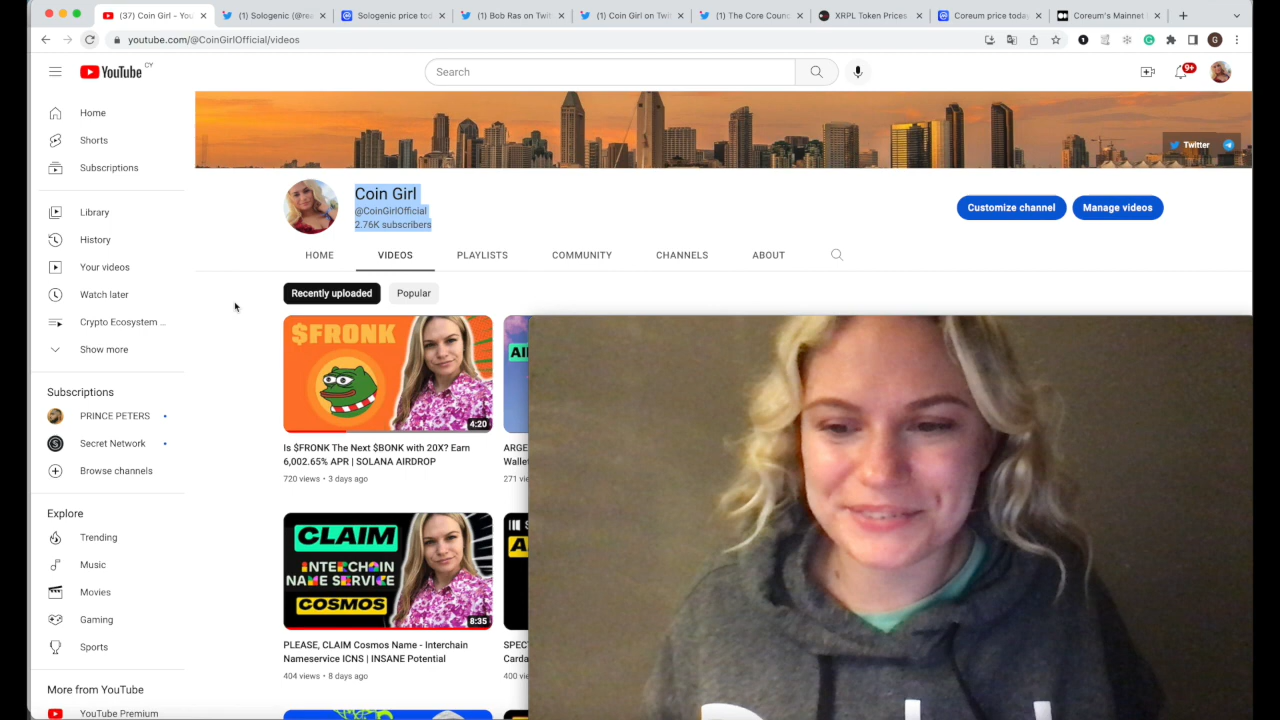 (37) Coin Girl – You
(1) Sologenic (@rea
Sologenic price tod
(1) Bob Ras on Twit
(1) Coin Girl on Twi
(1) The Core Counc
XRPL Token Prices
Coreum price today
Coreum's Mainnet
youtube.com/@CoinGirlOfficial/videos
G
YouTube CY
Search
9+
Home
Shorts
Subscriptions
Library
History
Your videos
Watch later
Crypto Ecosystem ...
Show more
Subscriptions
PRINCE PETERS
Secret Network
Browse channels
Explore
Trending
Music
Movies
Gaming
Sports
More from YouTube
YouTube Premium
Twitter
Coin Girl
@CoinGirlOfficial
2.76K subscribers
Customize channel
Manage videos
HOME
VIDEOS
PLAYLISTS
COMMUNITY
CHANNELS
ABOUT
Recently uploaded
Popular
$FRONK
4:20
Is $FRONK The Next $BONK with 20X? Earn
6,002.65% APR | SOLANA AIRDROP
720 views • 3 days ago
CLAIM
INTERCHAIN
NAME SERVICE
COSMOS
8:35
PLEASE, CLAIM Cosmos Name - Interchain
Nameservice ICNS | INSANE Potential
404 views • 8 days ago